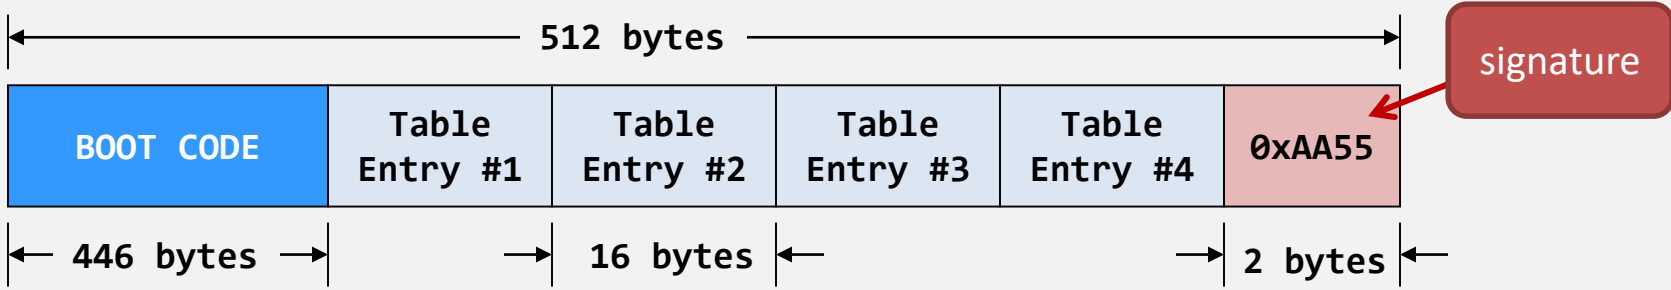 512 bytes
signature
BOOT CODE
Table
Entry #1
Table
Entry #2
Table
Entry #3
Table
Entry #4
0xAA55
446 bytes
16 bytes
2 bytes